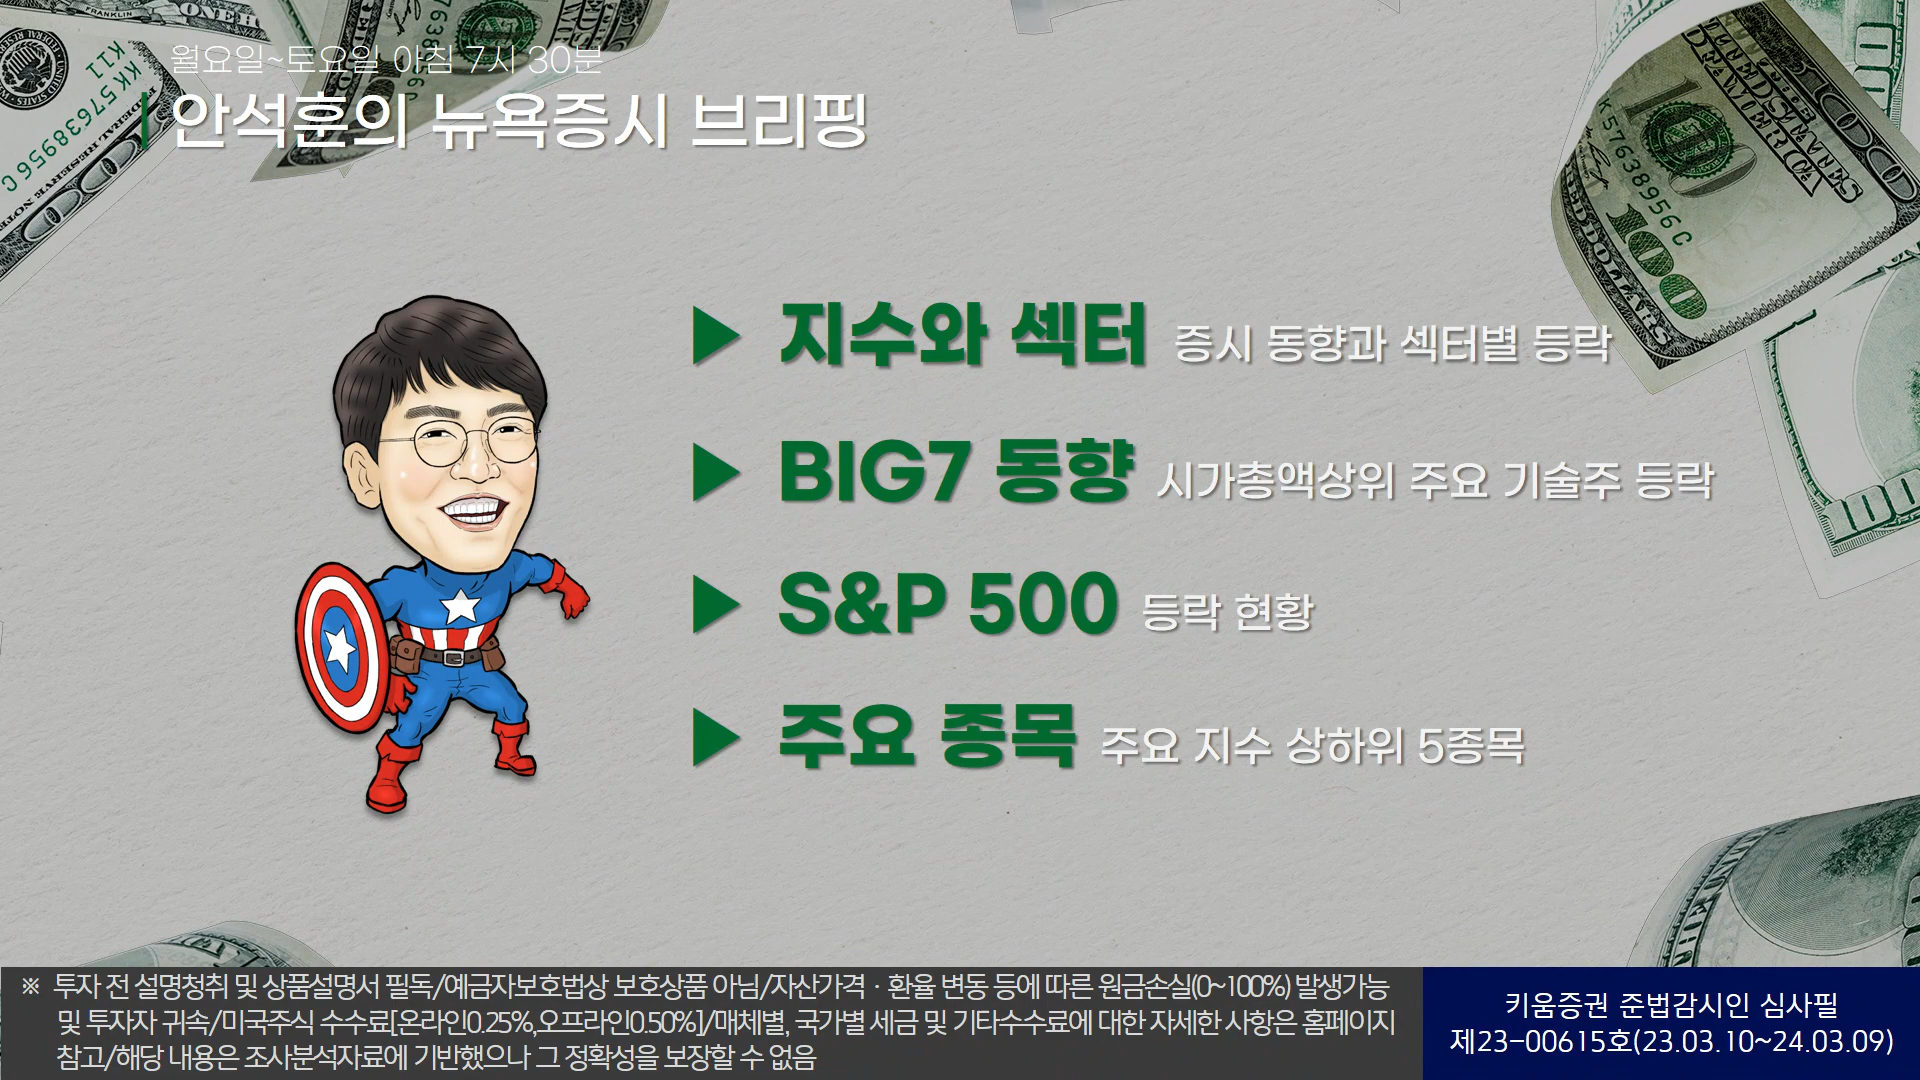 월요일~토요일 아침 7시 30분
안석훈의 뉴욕증시 브리핑
▶ 지수와 섹터 증시 동향과 섹터별 등락
▶ BIG7 동향 시가총액상위 주요 기술주 등락
▶ S&P 500 등락 현황
▶ 주요 종목 주요 지수 상하위 5종목
※ 투자 전 설명청취 및 상품설명서 필독/예금자보호법상 보호상품 아님/자산가격·환율 변동 등에 따른 원금손실(0~100%) 발생가능
및 투자자 귀속/미국주식 수수료[온라인0.25%,오프라인0.50%]/매체별, 국가별 세금 및 기타수수료에 대한 자세한 사항은 홈페이지
참고/해당 내용은 조사분석자료에 기반했으나 그 정확성을 보장할 수 없음
키움증권 준법감시인 심사필
제23-00615호(23.03.10~24.03.09)
FRANKLIN
KK 57638956 C
K11
K 57638956 C
100
100